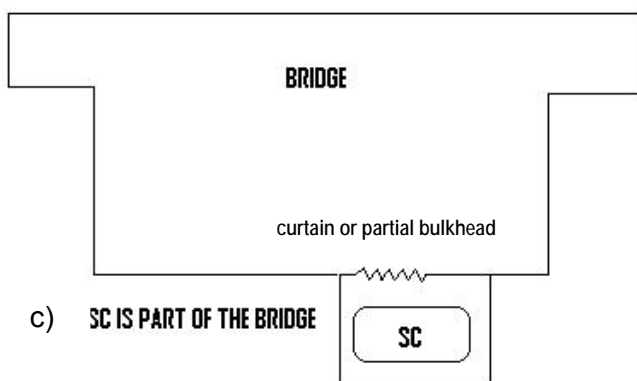 BRIDGE
curtain or partial bulkhead
c) SC IS PART OF THE BRIDGE
SC